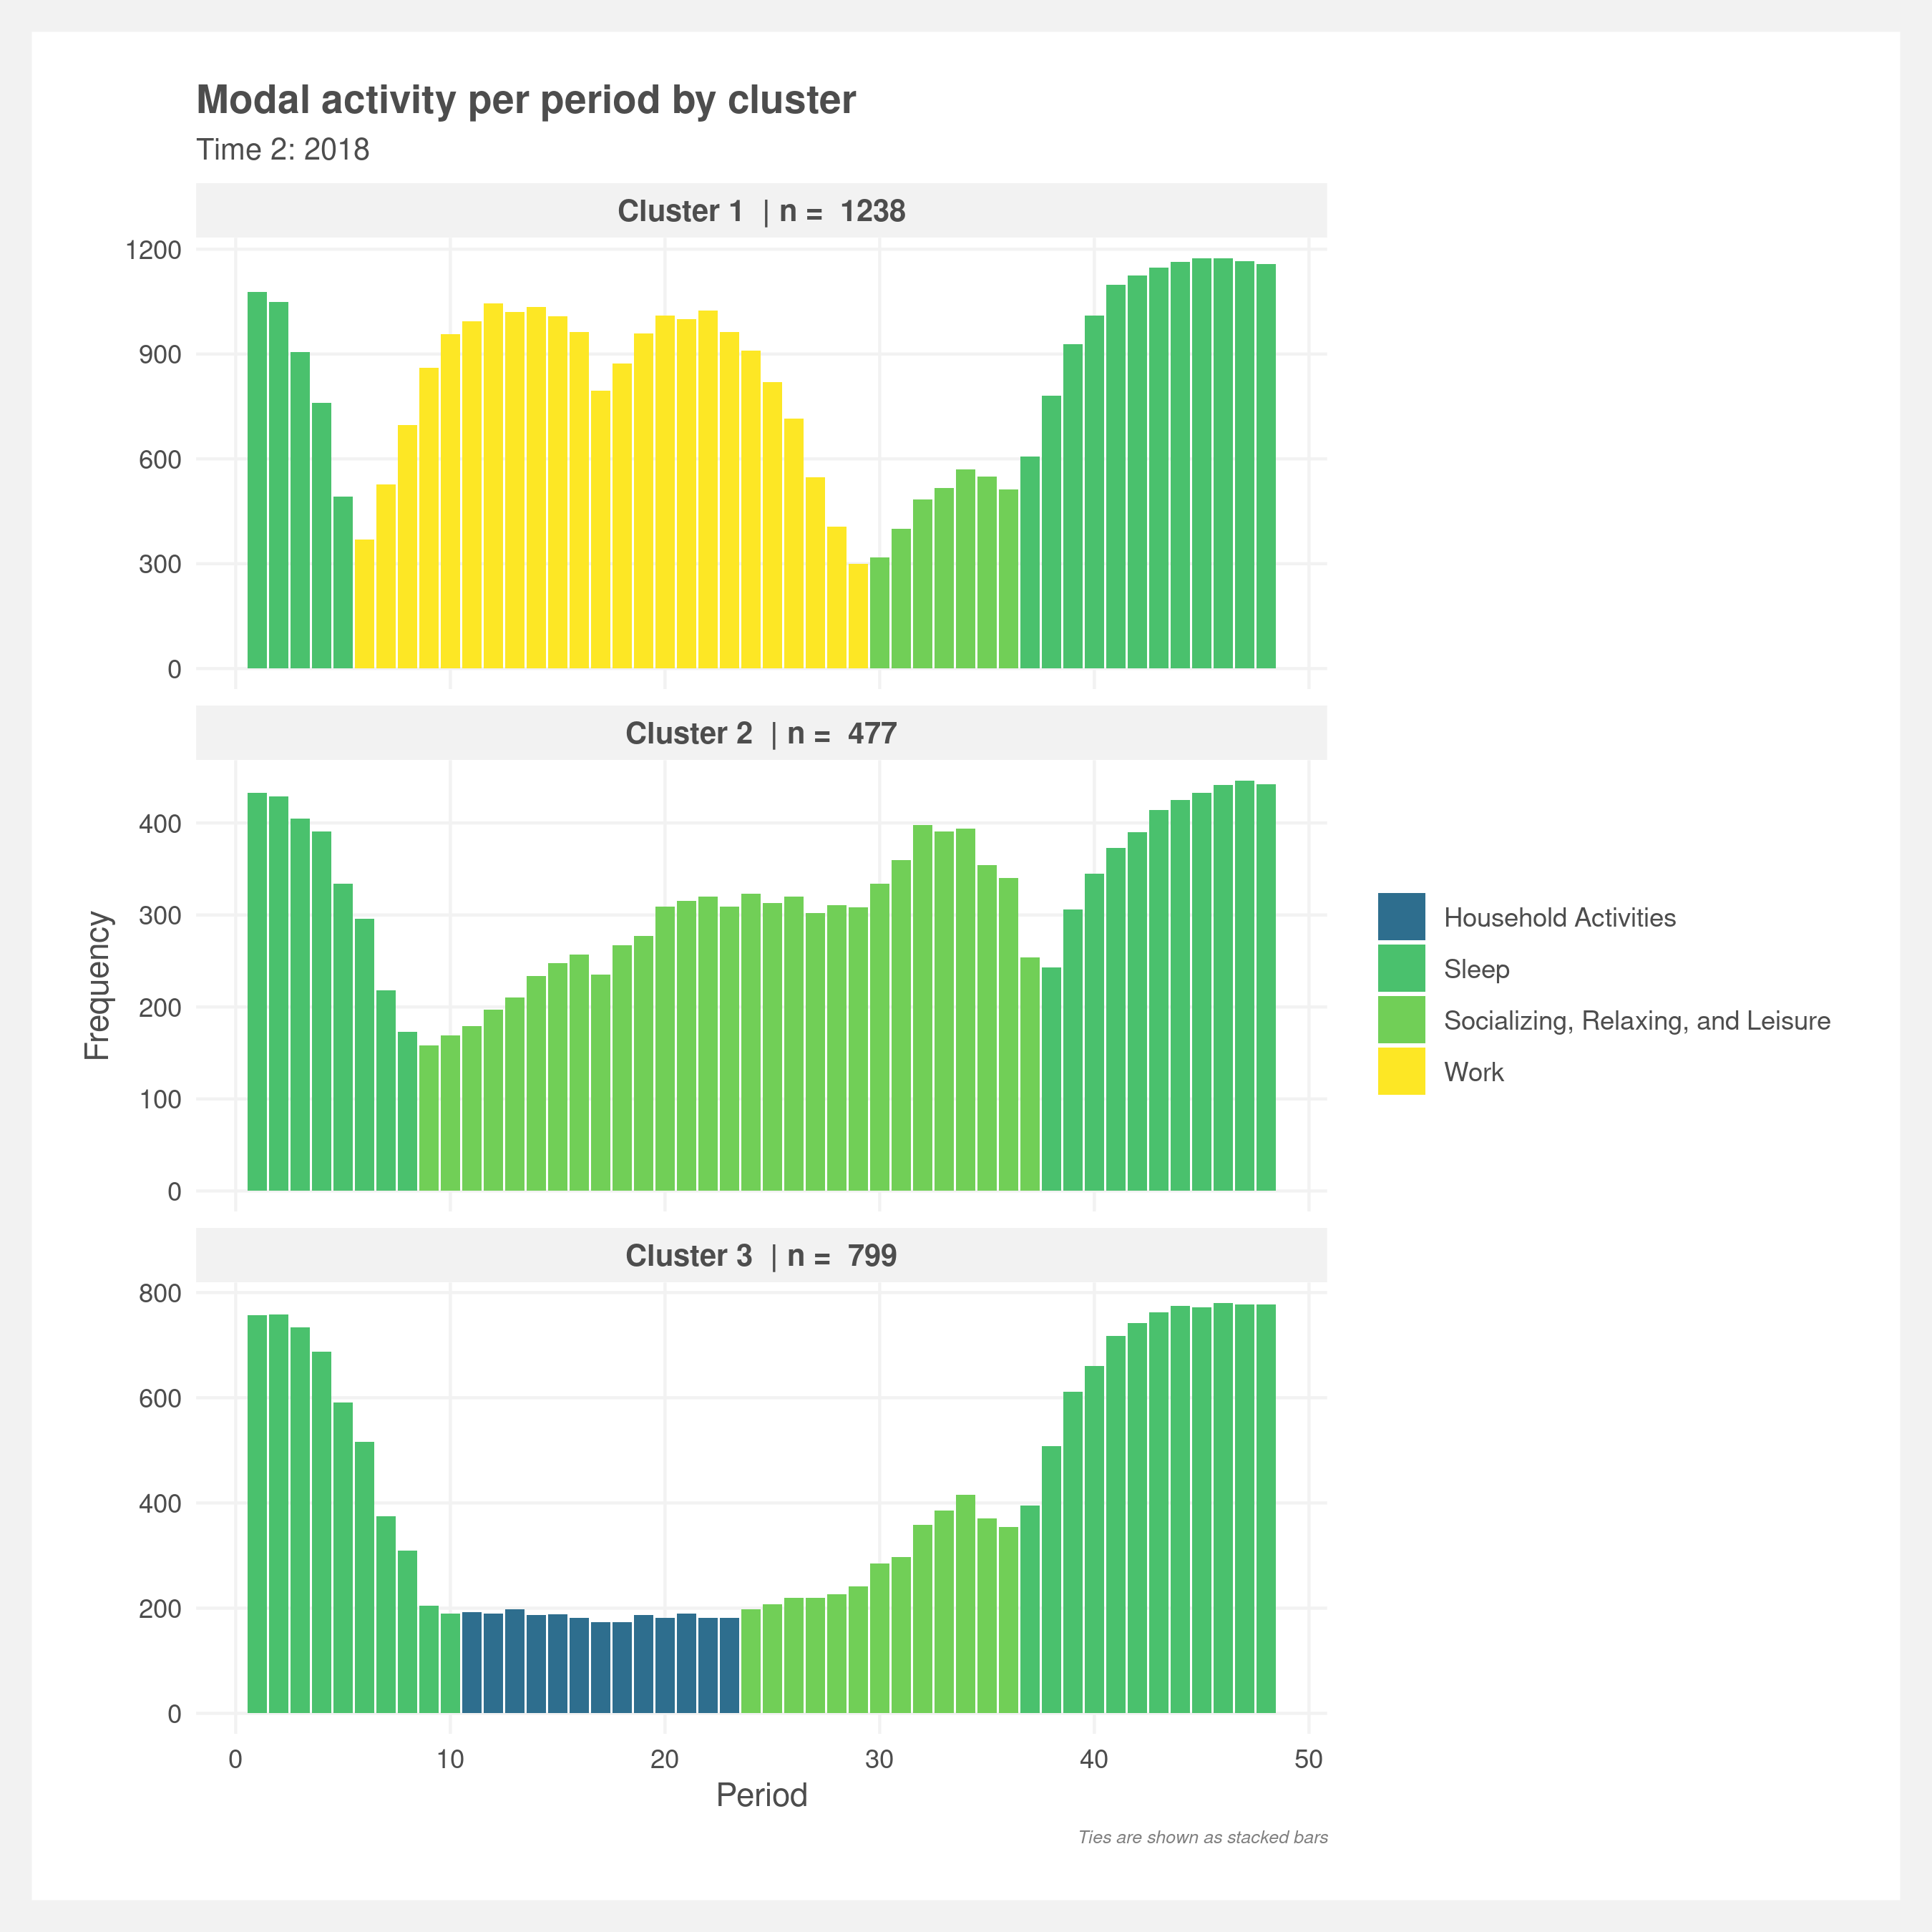 Modal activity per period by cluster
Time 2: 2018
Cluster 1 | n = 1238
1200
900
600
300
0
Cluster 2 | n = 477
400
300
200
100
0
Cluster 3 | n = 799
800
600
400
200
0
0 10 20 30 40 50
Period
Frequency
Household Activities
Sleep
Socializing, Relaxing, and Leisure
Work
Ties are shown as stacked bars